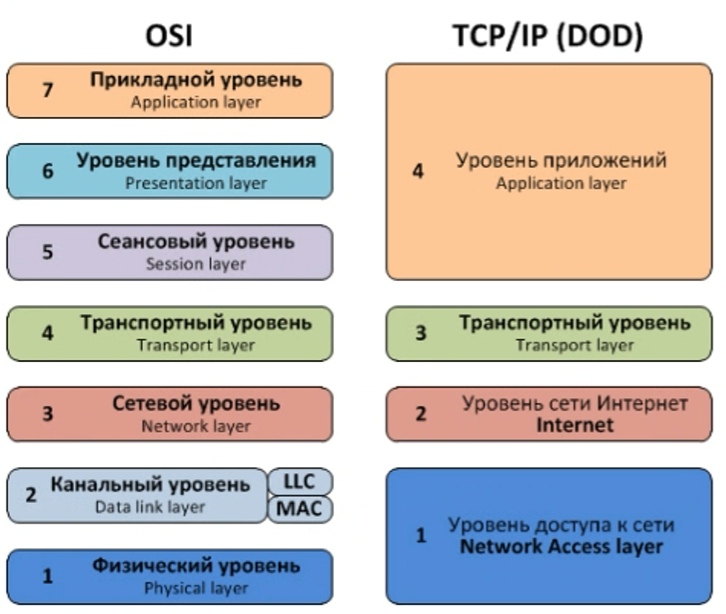 OSI
7 Прикладной уровень
Application layer
6 Уровень представления
Presentation layer
5 Сеансовый уровень
Session layer
4 Транспортный уровень
Transport layer
3 Сетевой уровень
Network layer
2 Канальный уровень
Data link layer
LLC
MAC
1 Физический уровень
Physical layer
TCP/IP (DOD)
4 Уровень приложений
Application layer
3 Транспортный уровень
Transport layer
2 Уровень сети Интернет
Internet
1 Уровень доступа к сети
Network Access layer